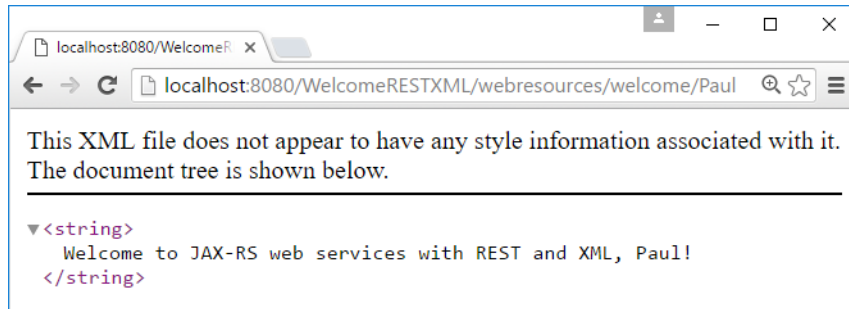 localhost:8080/WelcomeR
localhost:8080/WelcomeRESTXML/webresources/welcome/Paul
This XML file does not appear to have any style information associated with it.
The document tree is shown below.
<string>
Welcome to JAX-RS web services with REST and XML, Paul!
</string>